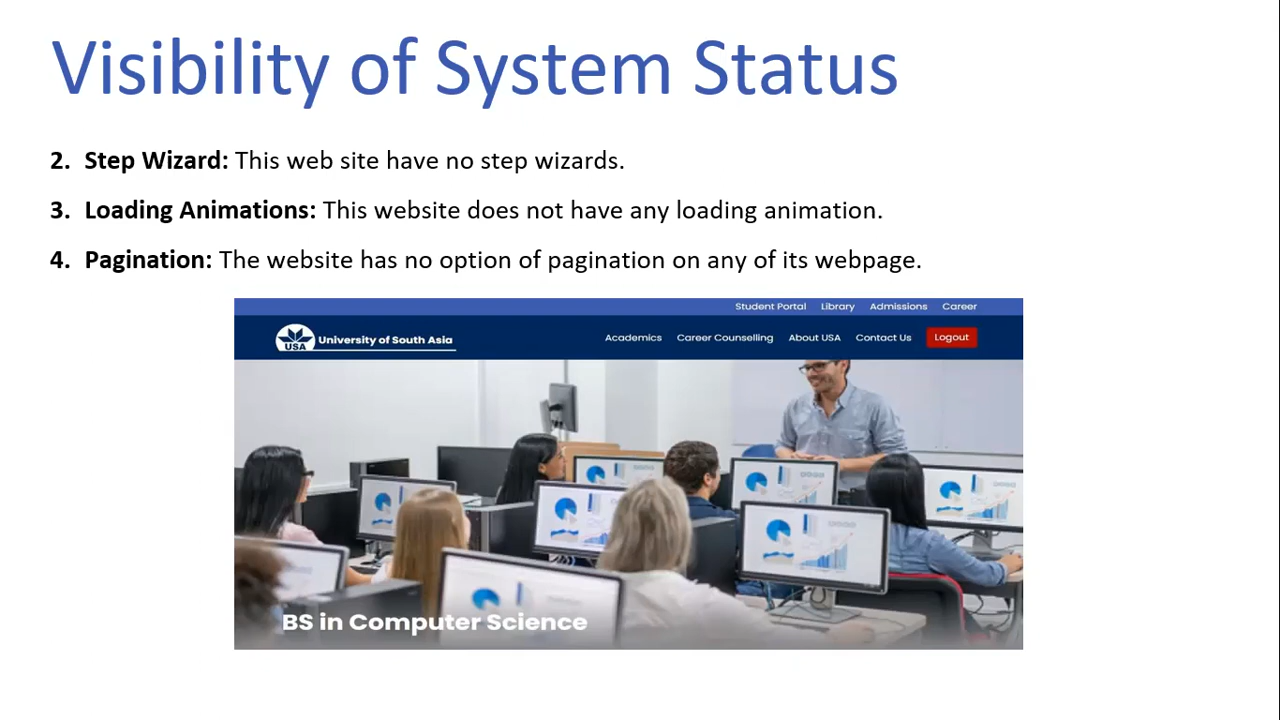 Visibility of System Status
2. Step Wizard: This web site have no step wizards.
3. Loading Animations: This website does not have any loading animation.
4. Pagination: The website has no option of pagination on any of its webpage.
Student Portal Library Admissions Career
USA University of South Asia
Academics Career Counselling About USA Contact Us Logout
BS in Computer Science